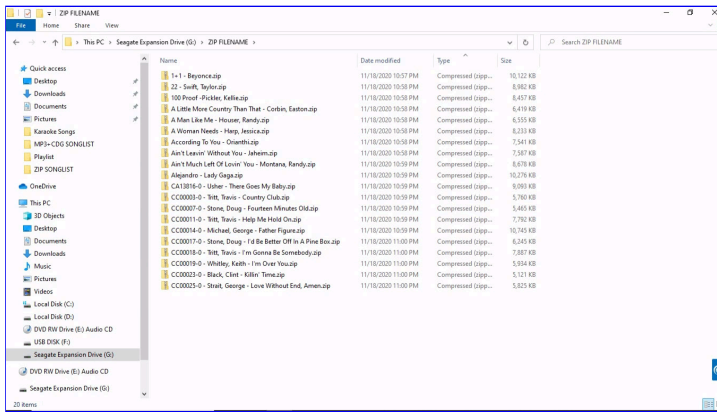 ZIP FILENAME
File Home Share View
This PC > Seagate Expansion Drive (G:) > ZIP FILENAME >
Search ZIP FILENAME
Quick access
Desktop
Downloads
Documents
Pictures
Karaoke Songs
MP3+CDG SONGLIST
Playlist
ZIP SONGLIST
OneDrive
This PC
3D Objects
Desktop
Documents
Downloads
Music
Pictures
Videos
Local Disk (C:)
Local Disk (D:)
DVD RW Drive (E:) Audio CD
USB DISK (F:)
Seagate Expansion Drive (G:)
DVD RW Drive (E:) Audio CD
Seagate Expansion Drive (G:)
Name Date modified Type Size
1+1 - Beyonce.zip 11/18/2020 10:57 PM Compressed (zipp... 10,122 KB
22 - Swift, Taylor.zip 11/18/2020 10:58 PM Compressed (zipp... 8,982 KB
100 Proof -Pickler, Kellie.zip 11/18/2020 10:58 PM Compressed (zipp... 8,457 KB
A Little More Country Than That - Corbin, Easton.zip 11/18/2020 10:58 PM Compressed (zipp... 6,419 KB
A Man Like Me - Houser, Randy.zip 11/18/2020 10:58 PM Compressed (zipp... 6,555 KB
A Woman Needs - Harp, Jessica.zip 11/18/2020 10:58 PM Compressed (zipp... 8,233 KB
According To You - Orianthi.zip 11/18/2020 10:58 PM Compressed (zipp... 7,541 KB
Ain't Leavin' Without You - Jaheim.zip 11/18/2020 10:58 PM Compressed (zipp... 7,587 KB
Ain't Much Left Of Lovin' You - Montana, Randy.zip 11/18/2020 10:59 PM Compressed (zipp... 8,678 KB
Alejandro - Lady Gaga.zip 11/18/2020 10:59 PM Compressed (zipp... 10,276 KB
CA13816-0 - Usher - There Goes My Baby.zip 11/18/2020 10:59 PM Compressed (zipp... 9,093 KB
CC00003-0 - Tritt, Travis - Country Club.zip 11/18/2020 10:59 PM Compressed (zipp... 5,760 KB
CC00007-0 - Stone, Doug - Fourteen Minutes Old.zip 11/18/2020 10:59 PM Compressed (zipp... 5,465 KB
CC00011-0 - Tritt, Travis - Help Me Hold On.zip 11/18/2020 10:59 PM Compressed (zipp... 7,792 KB
CC00014-0 - Michael, George - Father Figure.zip 11/18/2020 10:59 PM Compressed (zipp... 10,745 KB
CC00017-0 - Stone, Doug - I'd Be Better Off In A Pine Box.zip 11/18/2020 11:00 PM Compressed (zipp... 6,245 KB
CC00018-0 - Tritt, Travis - I'm Gonna Be Somebody.zip 11/18/2020 11:00 PM Compressed (zipp... 7,887 KB
CC00019-0 - Whitley, Keith - I'm Over You.zip 11/18/2020 11:00 PM Compressed (zipp... 5,934 KB
CC00023-0 - Black, Clint - Killin' Time.zip 11/18/2020 11:00 PM Compressed (zipp... 5,121 KB
CC00025-0 - Strait, George - Love Without End, Amen.zip 11/18/2020 11:00 PM Compressed (zipp... 5,825 KB
20 items